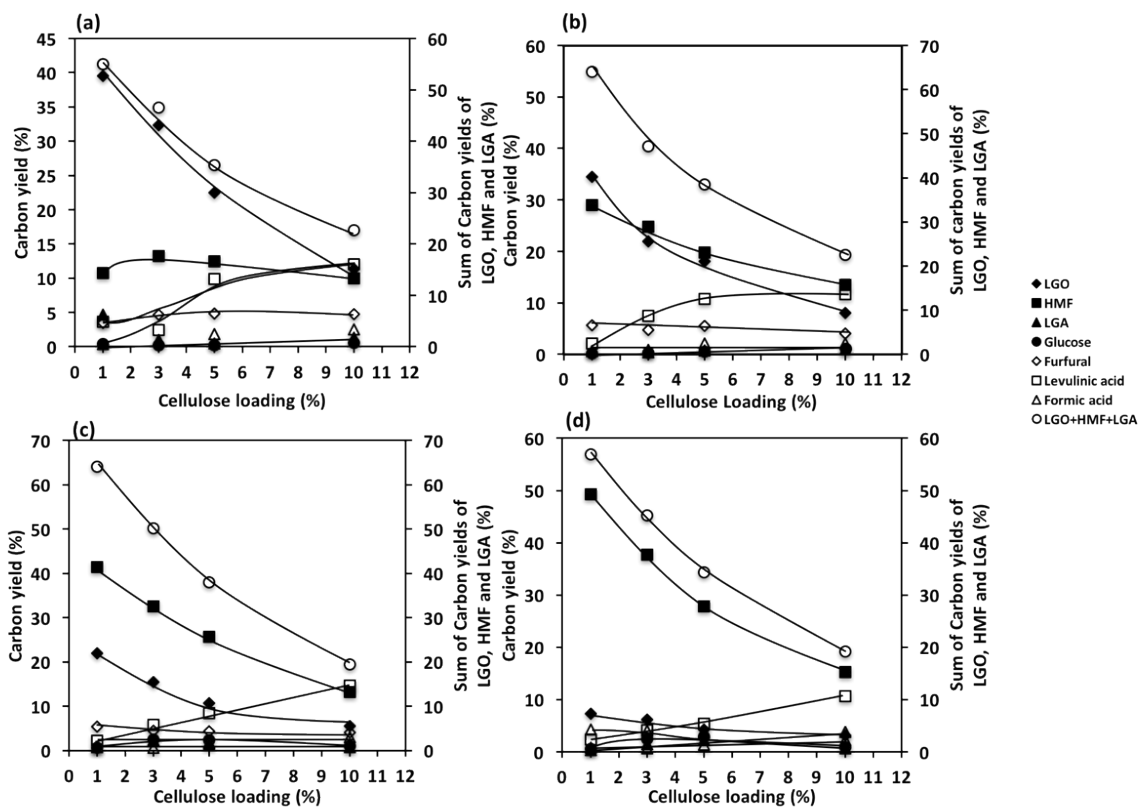 (a)
45
40
35
30
25
20
15
10
5
0
Carbon yield (%)
0 1 2 3 4 5 6 7 8 9 10 11 12
Cellulose loading (%)
60
50
40
30
20
10
0
Sum of Carbon yields of
LGO, HMF and LGA (%)
(b)
60
50
40
30
20
10
0
Carbon yield (%)
0 1 2 3 4 5 6 7 8 9 10 11 12
Cellulose Loading (%)
70
60
50
40
30
20
10
0
Sum of carbon yields of
LGO, HMF and LGA (%)
LGO
HMF
LGA
Glucose
Furfural
Levulinic acid
Formic acid
LGO+HMF+LGA
(c)
70
60
50
40
30
20
10
0
Carbon yield (%)
0 1 2 3 4 5 6 7 8 9 10 11 12
Cellulose loading (%)
70
60
50
40
30
20
10
0
Sum of Carbon yields of
LGO, HMF and LGA (%)
(d)
60
50
40
30
20
10
0
Carbon yield (%)
0 1 2 3 4 5 6 7 8 9 10 11 12
Cellulose loading (%)
60
50
40
30
20
10
0
Sum of Carbon yields of
LGO, HMF and LGA (%)